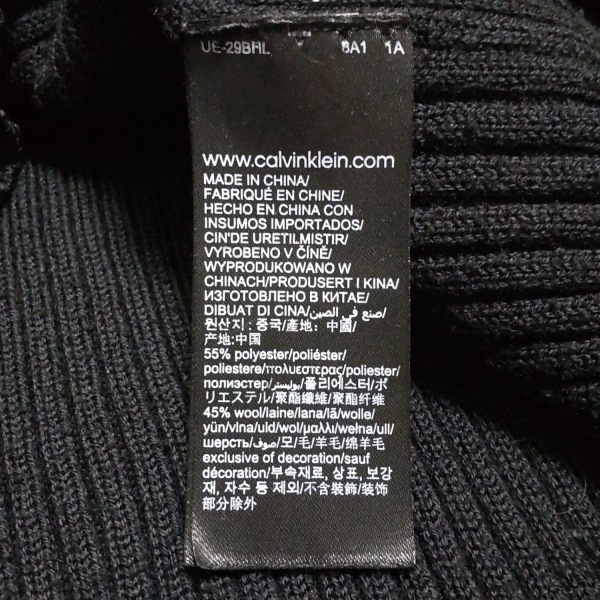 UE-29BHL 8A1 1A
www.calvinklein.com
MADE IN CHINA/
FABRIQUÉ EN CHINE/
HECHO EN CHINA CON
INSUMOS IMPORTADOS/
CIN'DE URETILMISTIR/
VYROBENO V ČÍNĚ/
WYPRODUKOWANO W
CHINACH/PRODUSERT I KINA/
ИЗГОТОВЛЕНО В КИТАЕ/
DIBUAT DI CINA/صنع في الصين/
원산지: 중국/產地: 中國/
产地:中国
55% polyester/poliéster/
poliestere/πολυεστερας/poliester/
полиэстер/بوليستر/폴리에스터/ポ
リエステル/聚酯纖維/聚酯纤维
45% wool/laine/lana/lã/wolle/
yün/vlna/uld/wol/μαλλι/wełna/ull/
шерсть/صوف/모/毛/羊毛/绵羊毛
exclusive of decoration/sauf
décoration/부속재료, 상표, 보강
재, 자수 등 제외/不含裝飾/装饰
部分除外